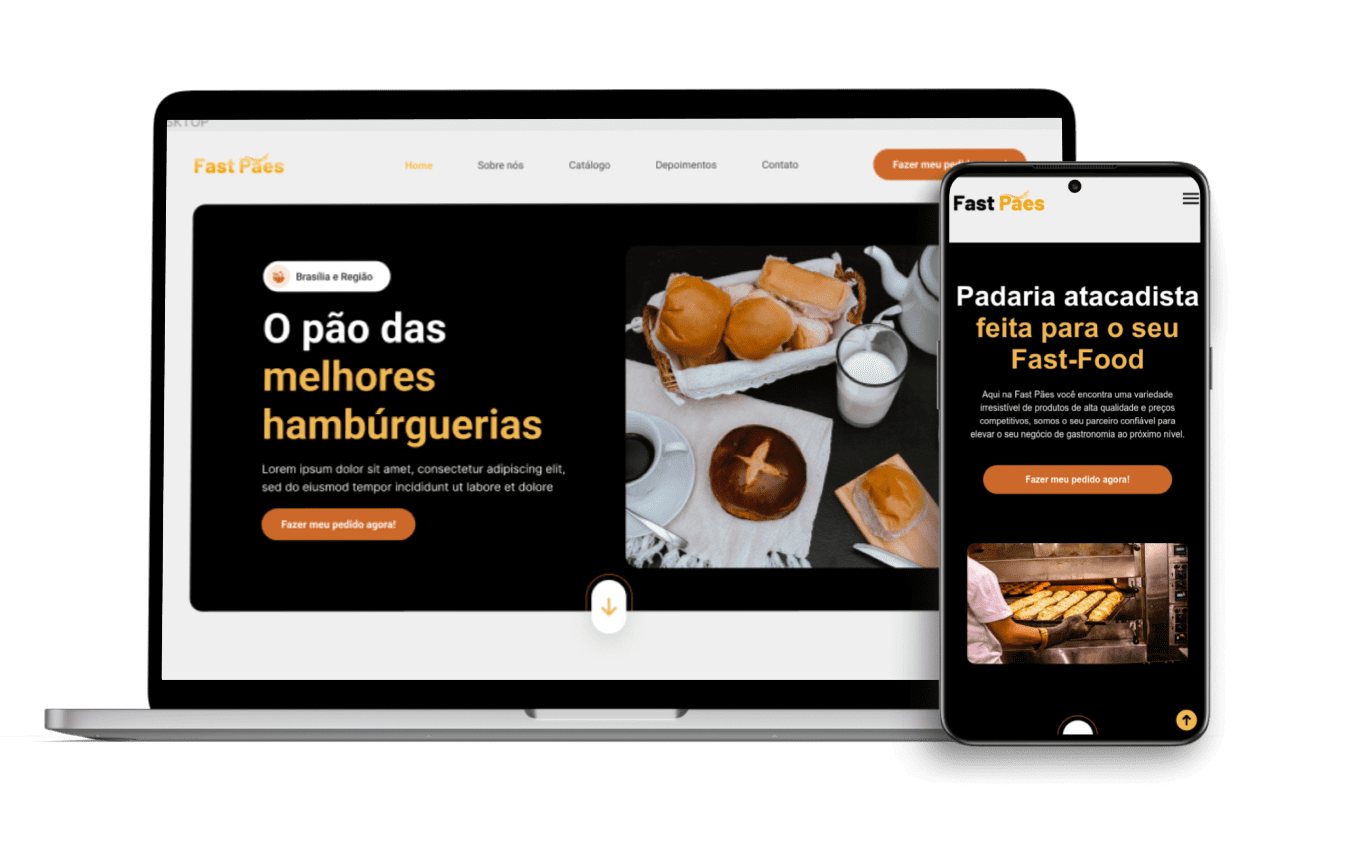 SKTOP
Fast Pães
Home
Sobre nós
Catálogo
Depoimentos
Contato
Fazer meu
Brasília e Região
O pão das
melhores
hambúrguerias
Lorem ipsum dolor sit amet, consectetur adipiscing elit,
sed do eiusmod tempor incididunt ut labore et dolore
Fazer meu pedido agora!
Fast Pães
Padaria atacadista
feita para o seu
Fast-Food
Aqui na Fast Pães você encontra uma variedade
irresistível de produtos de alta qualidade e preços
competitivos, somos o seu parceiro confiável para
elevar o seu negócio de gastronomia ao próximo nível.
Fazer meu pedido agora!